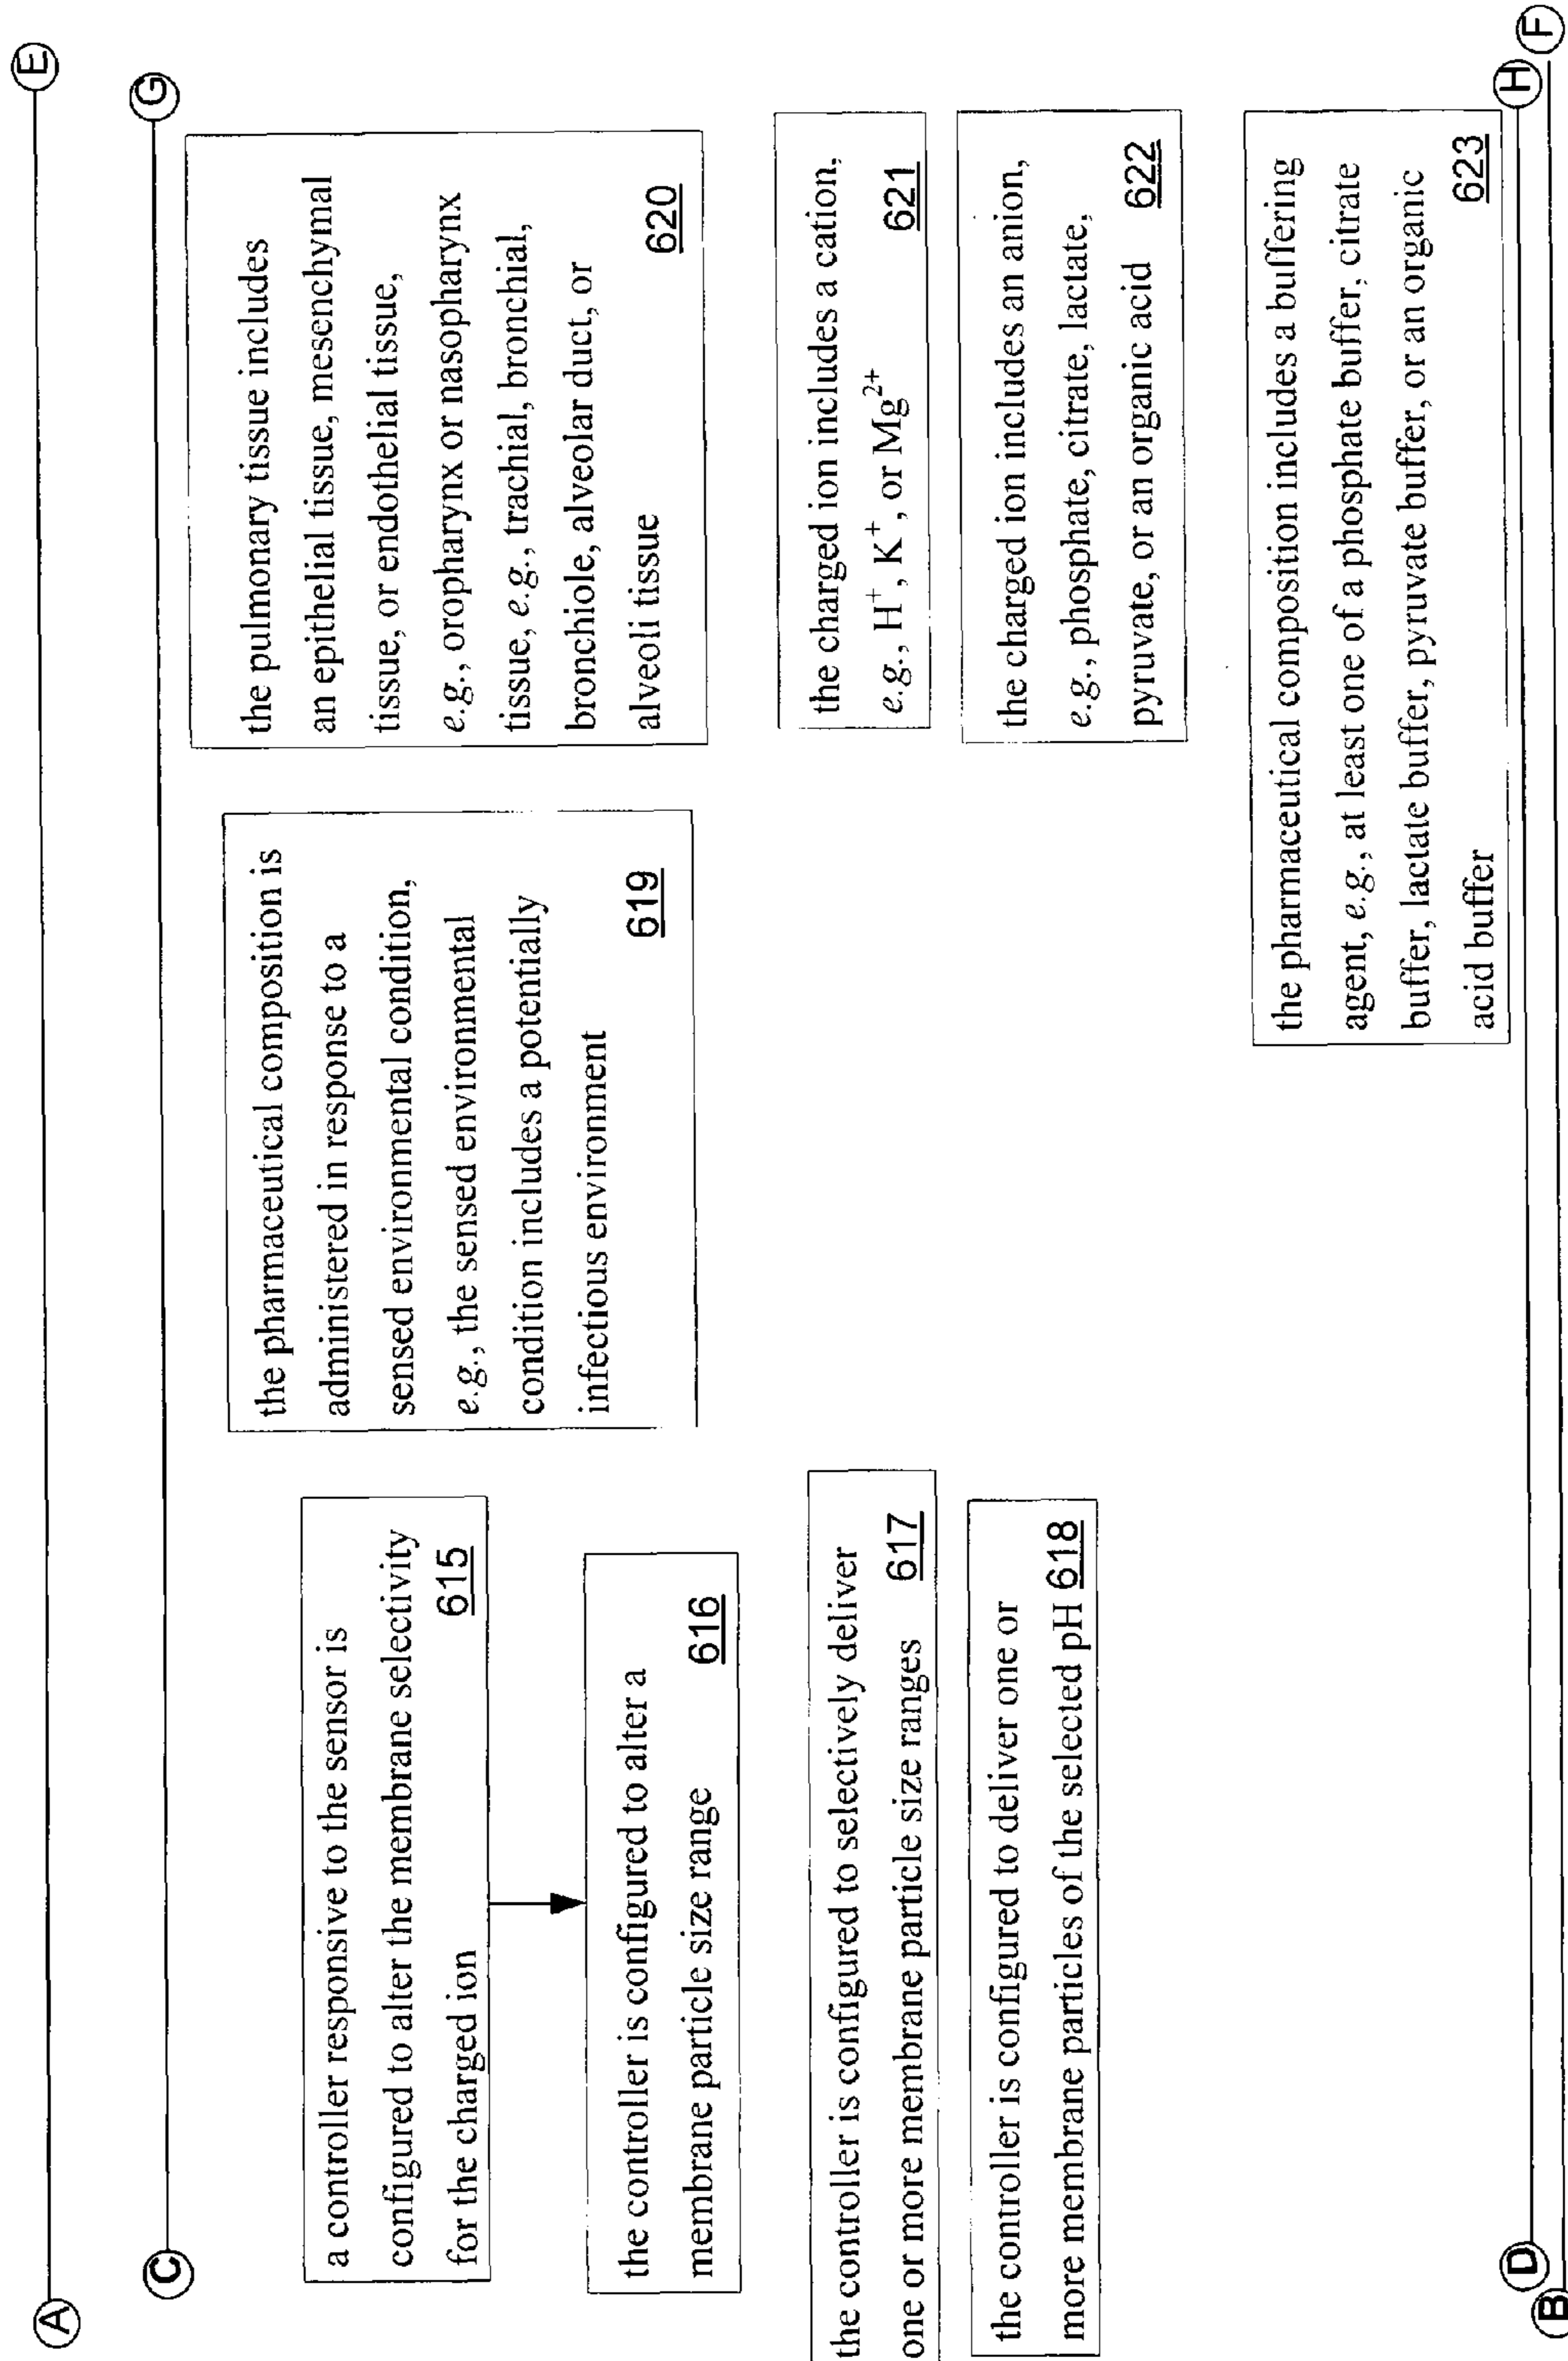 A
E
C
G
a controller responsive to the sensor is
configured to alter the membrane selectivity
for the charged ion
615
the controller is configured to alter a
membrane particle size range
616
the controller is configured to selectively deliver
one or more membrane particle size ranges
617
the controller is configured to deliver one or
more membrane particles of the selected pH 618
the pharmaceutical composition is
administered in response to a
sensed environmental condition,
e.g., the sensed environmental
condition includes a potentially
infectious environment
619
the pulmonary tissue includes
an epithelial tissue, mesenchymal
tissue, or endothelial tissue,
e.g., oropharynx or nasopharynx
tissue, e.g., trachial, bronchial,
bronchiole, alveolar duct, or
alveoli tissue
620
the charged ion includes a cation,
e.g., H⁺, K⁺, or Mg²⁺
621
the charged ion includes an anion,
e.g., phosphate, citrate, lactate,
pyruvate, or an organic acid
622
the pharmaceutical composition includes a buffering
agent, e.g., at least one of a phosphate buffer, citrate
buffer, lactate buffer, pyruvate buffer, or an organic
acid buffer
623
D
H
B
F